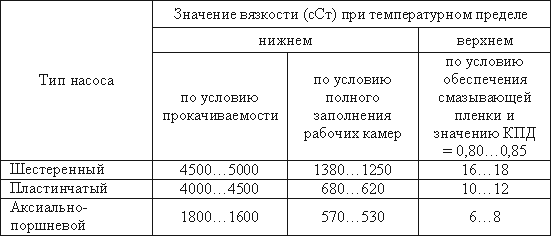 Тип насоса
Значение вязкости (сСт) при температурном пределе
нижнем
верхнем
по условию
прокачиваемости
по условию
полного
заполнения
рабочих камер
по условию
обеспечения
смазывающей
пленки и
значению КПД
= 0,80…0,85
Шестеренный 4500…5000 1380…1250 16…18
Пластинчатый 4000…4500 680…620 10…12
Аксиально-
поршневой 1800…1600 570…530 6…8